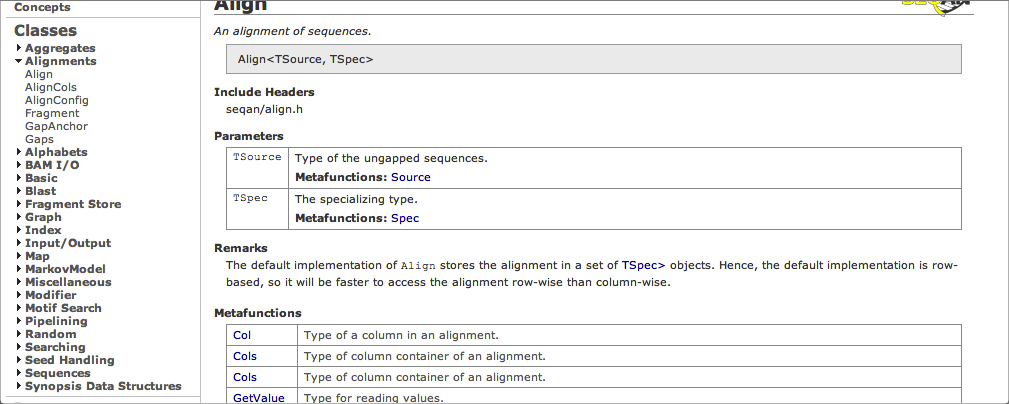 Concepts
Classes
Aggregates
Alignments
Align
AlignCols
AlignConfig
Fragment
GapAnchor
Gaps
Alphabets
BAM I/O
Basic
Blast
Fragment Store
Graph
Index
Input/Output
Map
MarkovModel
Miscellaneous
Modifier
Motif Search
Pipelining
Random
Searching
Seed Handling
Sequences
Synopsis Data Structures
Align
An alignment of sequences.
Align<TSource, TSpec>
Include Headers
seqan/align.h
Parameters
TSource Type of the ungapped sequences.
Metafunctions: Source
TSpec The specializing type.
Metafunctions: Spec
Remarks
The default implementation of Align stores the alignment in a set of TSpec> objects. Hence, the default implementation is row-
based, so it will be faster to access the alignment row-wise than column-wise.
Metafunctions
Col Type of a column in an alignment.
Cols Type of column container of an alignment.
Cols Type of column container of an alignment.
GetValue Type for reading values.